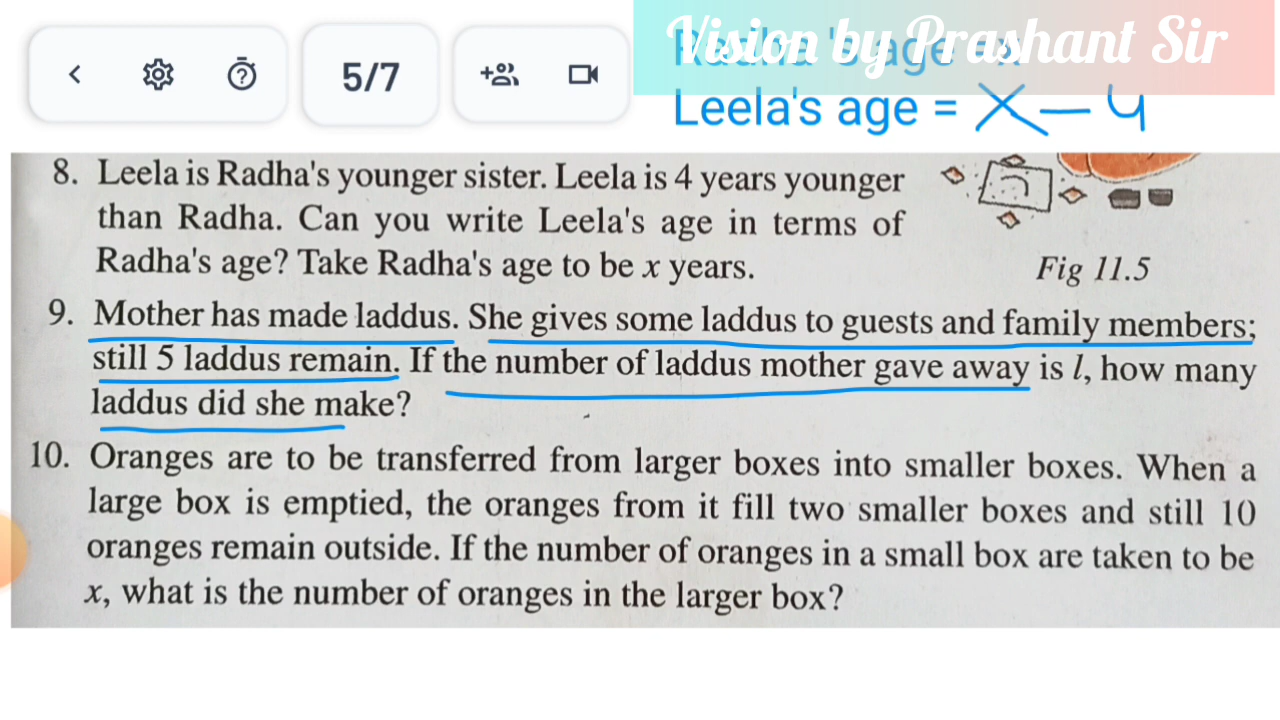 5/7
Vision by Prashant Sir
Radha's age = x
Leela's age = x - 4
8. Leela is Radha's younger sister. Leela is 4 years younger
than Radha. Can you write Leela's age in terms of
Radha's age? Take Radha's age to be x years.
Fig 11.5
9. Mother has made laddus. She gives some laddus to guests and family members;
still 5 laddus remain. If the number of laddus mother gave away is l, how many
laddus did she make?
10. Oranges are to be transferred from larger boxes into smaller boxes. When a
large box is emptied, the oranges from it fill two smaller boxes and still 10
oranges remain outside. If the number of oranges in a small box are taken to be
x, what is the number of oranges in the larger box?